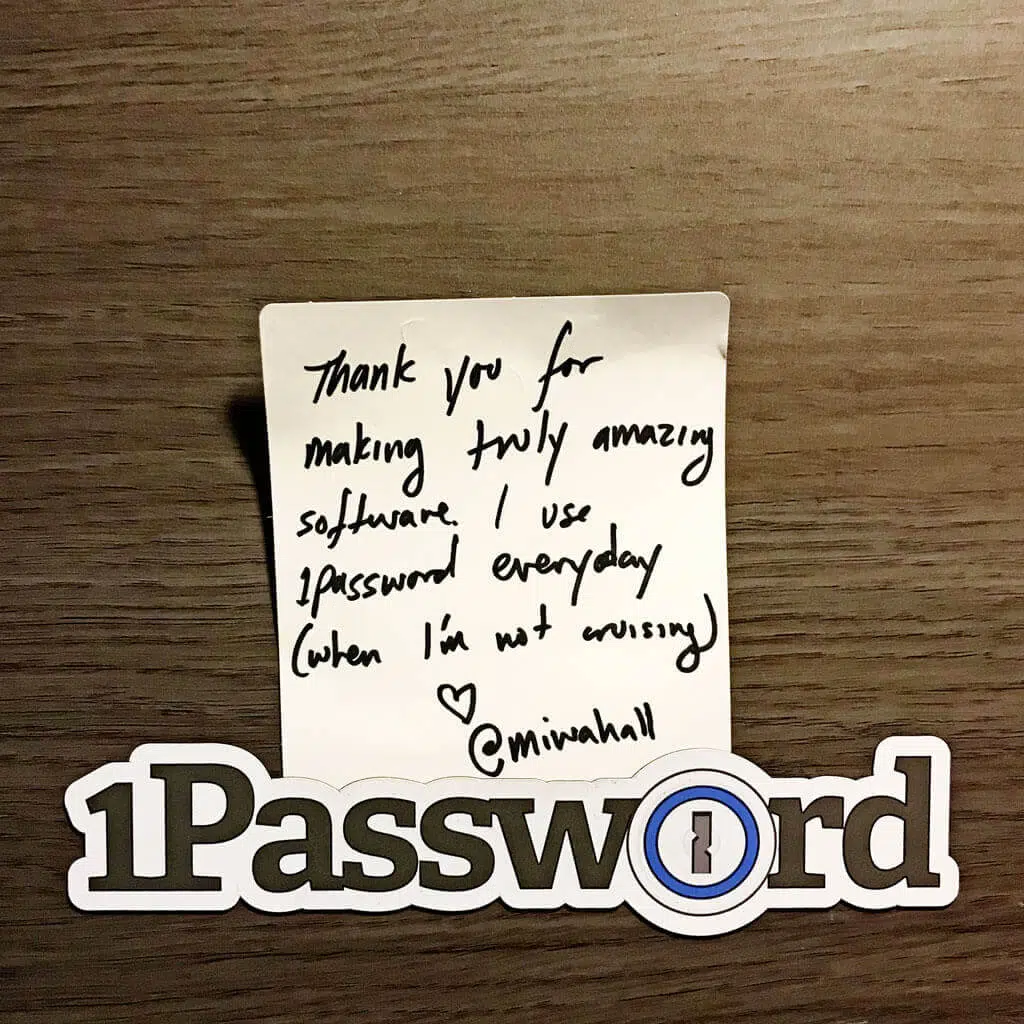 Thank you for
making truly amazing
software. I use
1Password everyday
(when I'm not cruising)
♡
@miwahall
1Password